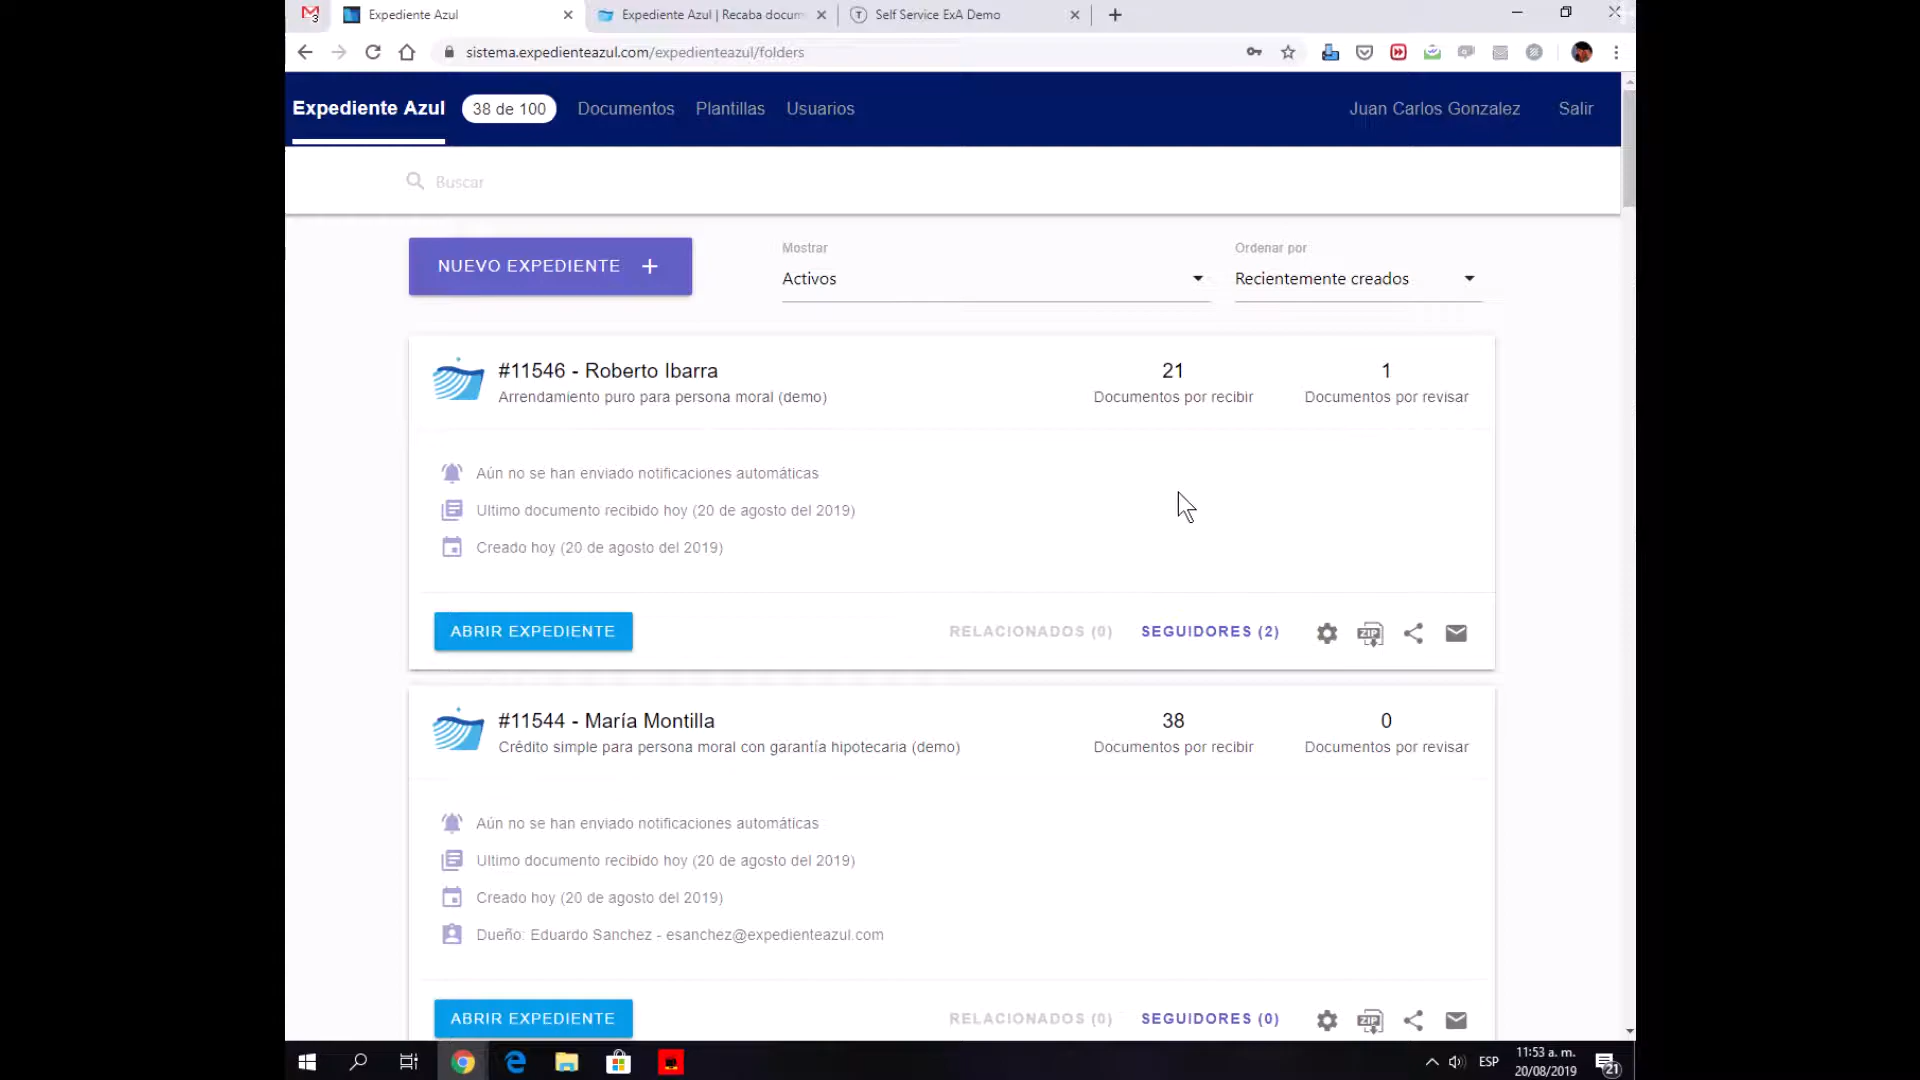 Expediente Azul
Expediente Azul | Recaba docum
Self Service ExA Demo
sistema.expedienteazul.com/expedienteazul/folders
Expediente Azul 38 de 100 Documentos Plantillas Usuarios Juan Carlos Gonzalez Salir
Buscar
NUEVO EXPEDIENTE +
Mostrar
Activos
Ordenar por
Recientemente creados
#11546 - Roberto Ibarra
Arrendamiento puro para persona moral (demo)
21
Documentos por recibir
1
Documentos por revisar
Aún no se han enviado notificaciones automáticas
Ultimo documento recibido hoy (20 de agosto del 2019)
Creado hoy (20 de agosto del 2019)
ABRIR EXPEDIENTE RELACIONADOS (0) SEGUIDORES (2) ZIP
#11544 - María Montilla
Crédito simple para persona moral con garantía hipotecaria (demo)
38
Documentos por recibir
0
Documentos por revisar
Aún no se han enviado notificaciones automáticas
Ultimo documento recibido hoy (20 de agosto del 2019)
Creado hoy (20 de agosto del 2019)
Dueño: Eduardo Sanchez - esanchez@expedienteazul.com
ABRIR EXPEDIENTE RELACIONADOS (0) SEGUIDORES (0) ZIP
ESP
11:53 a. m.
20/08/2019
21